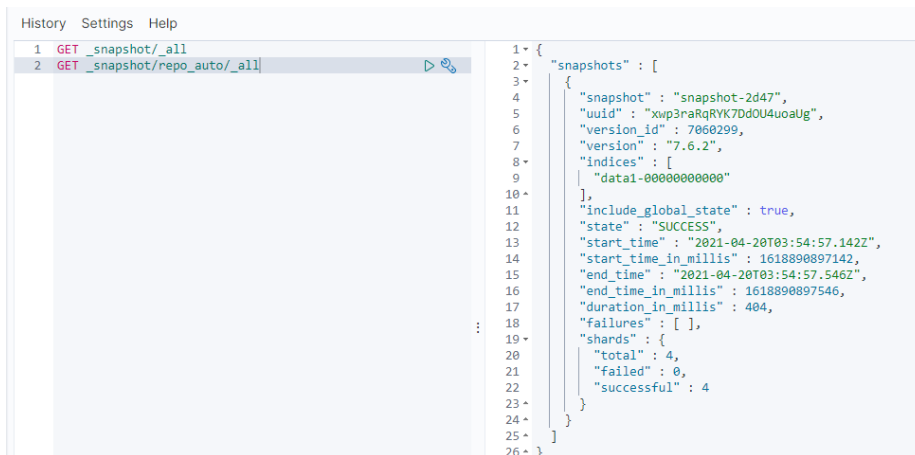 History Settings Help
1 GET _snapshot/_all
2 GET _snapshot/repo_auto/_all
1 {
2 "snapshots" : [
3 {
4 "snapshot" : "snapshot-2d47",
5 "uuid" : "xwp3raRqRYK7DdOU4uoaUg",
6 "version_id" : 7060299,
7 "version" : "7.6.2",
8 "indices" : [
9 "data1-00000000000"
10 ],
11 "include_global_state" : true,
12 "state" : "SUCCESS",
13 "start_time" : "2021-04-20T03:54:57.142Z",
14 "start_time_in_millis" : 1618890897142,
15 "end_time" : "2021-04-20T03:54:57.546Z",
16 "end_time_in_millis" : 1618890897546,
17 "duration_in_millis" : 404,
18 "failures" : [ ],
19 "shards" : {
20 "total" : 4,
21 "failed" : 0,
22 "successful" : 4
23 }
24 }
25 ]
26 }